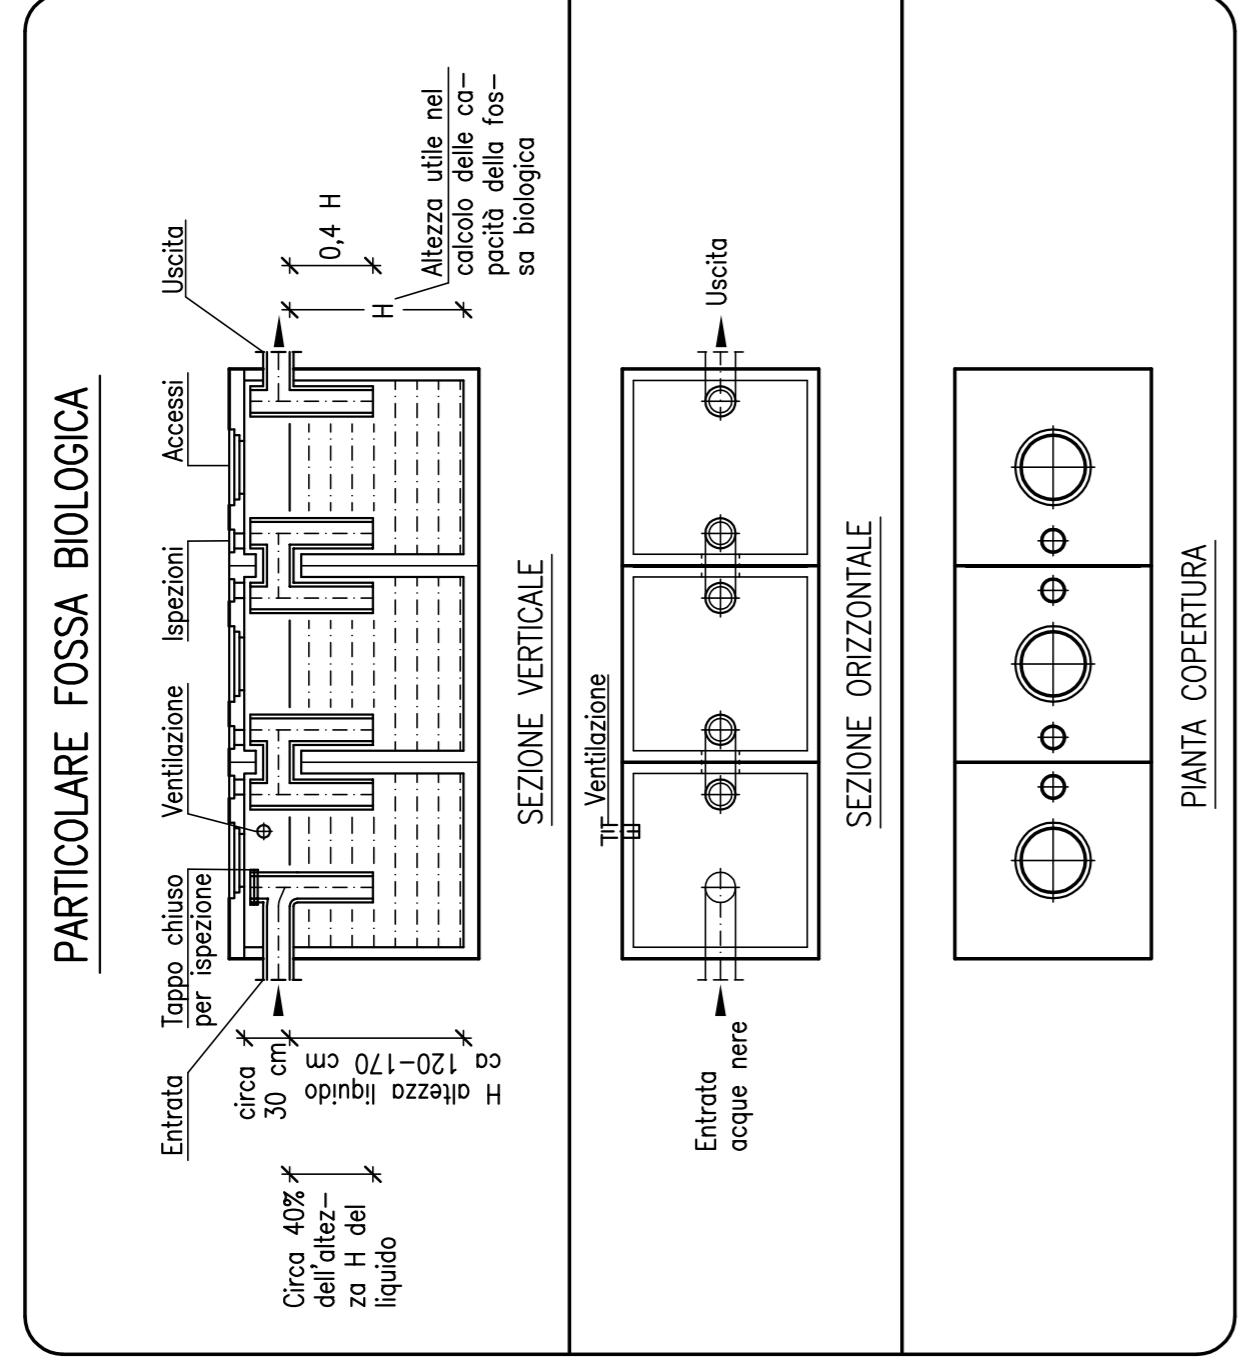 PARTICOLARE FOSSA BIOLOGICA
Entrata
Tappo chiuso
per ispezione
Ventilazione
Ispezioni
Accessi
Uscita
circa
30 cm
H altezza liquido
ca 120-170 cm
Circa 40%
dell'altez-
za H del
liquido
0,4 H
H
Altezza utile nel
calcolo delle ca-
pacità della fos-
sa biologica
SEZIONE VERTICALE
Ventilazione
Entrata
acque nere
Uscita
SEZIONE ORIZZONTALE
PIANTA COPERTURA